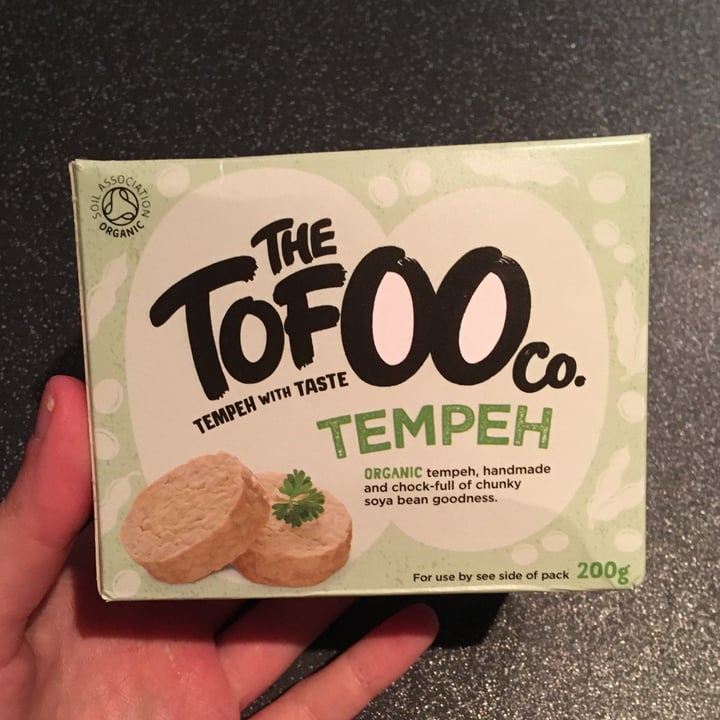 SOIL ASSOCIATION
ORGANIC
THE
TOFOO Co.
TEMPEH WITH TASTE
TEMPEH
ORGANIC tempeh, handmade
and chock-full of chunky
soya bean goodness.
For use by see side of pack 200g